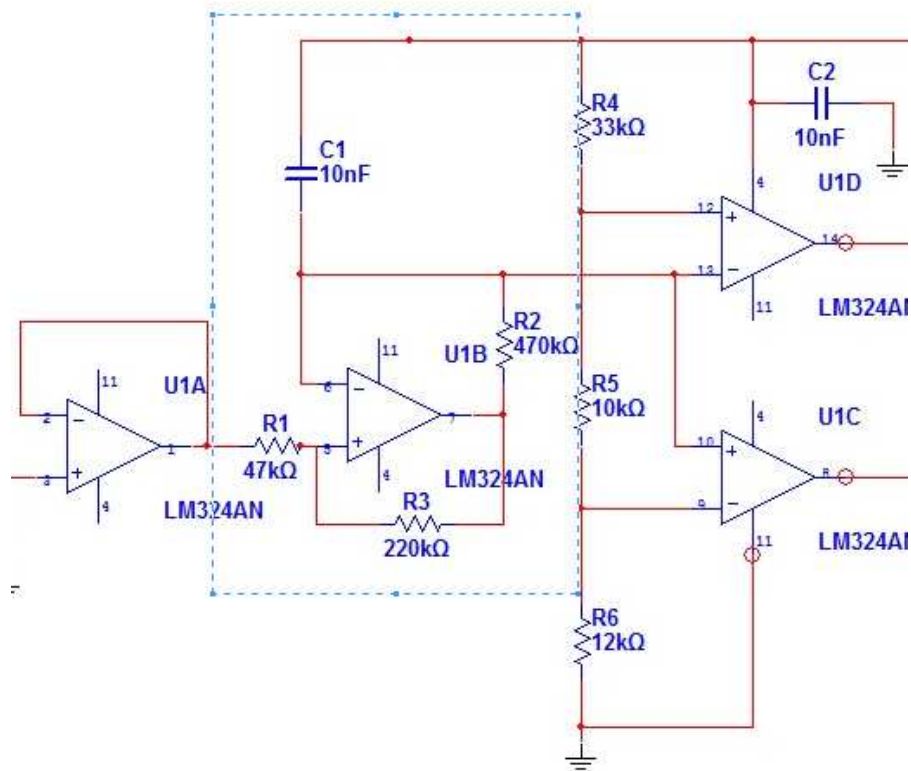 C2
10nF
R4
33kΩ
C1
10nF
4
U1D
12
+
14
13
−
11
LM324AN
R2
470kΩ
11
U1B
6
−
7
5
+
4
LM324AN
11
U1A
2
−
1
3
+
4
LM324AN
R1
47kΩ
R3
220kΩ
R5
10kΩ
4
U1C
10
+
8
9
−
11
LM324AN
R6
12kΩ